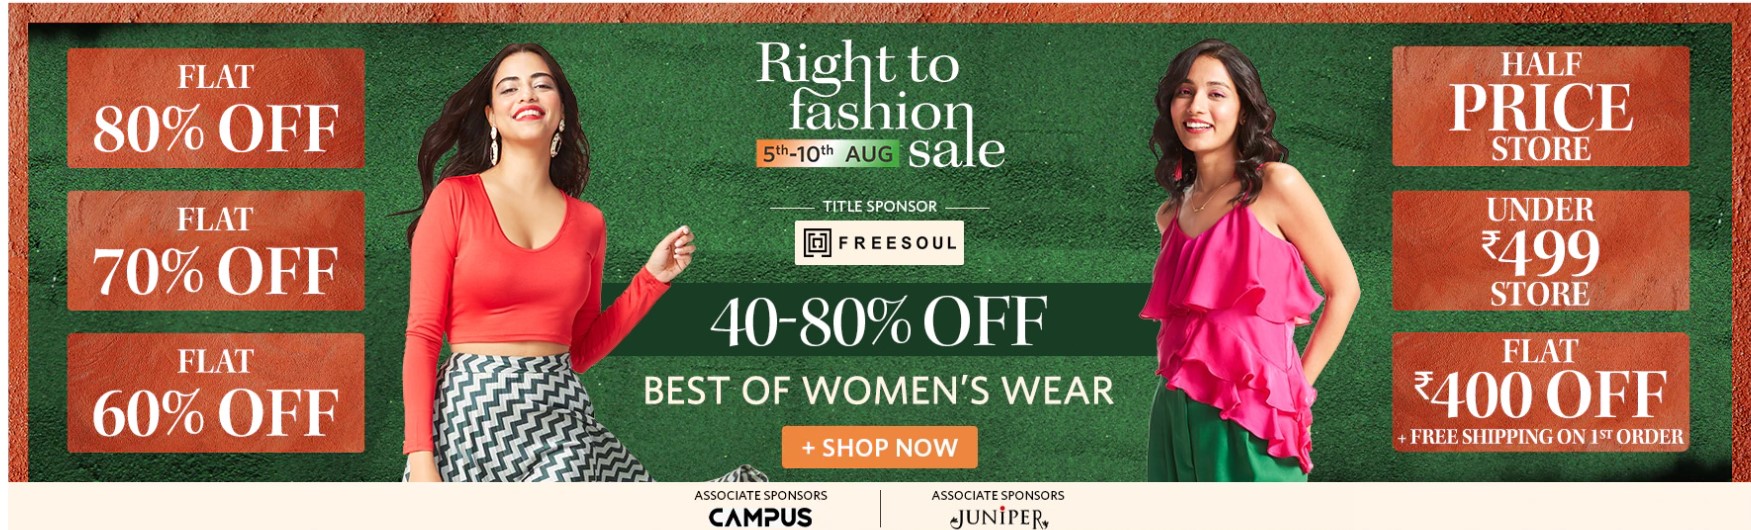 FLAT
80% OFF
FLAT
70% OFF
FLAT
60% OFF
Right to
fashion
5th-10th AUG sale
TITLE SPONSOR
FREESOUL
40-80% OFF
BEST OF WOMEN'S WEAR
+ SHOP NOW
HALF
PRICE
STORE
UNDER
₹499
STORE
FLAT
₹400 OFF
+ FREE SHIPPING ON 1ST ORDER
ASSOCIATE SPONSORS
CAMPUS
ASSOCIATE SPONSORS
JUNIPER